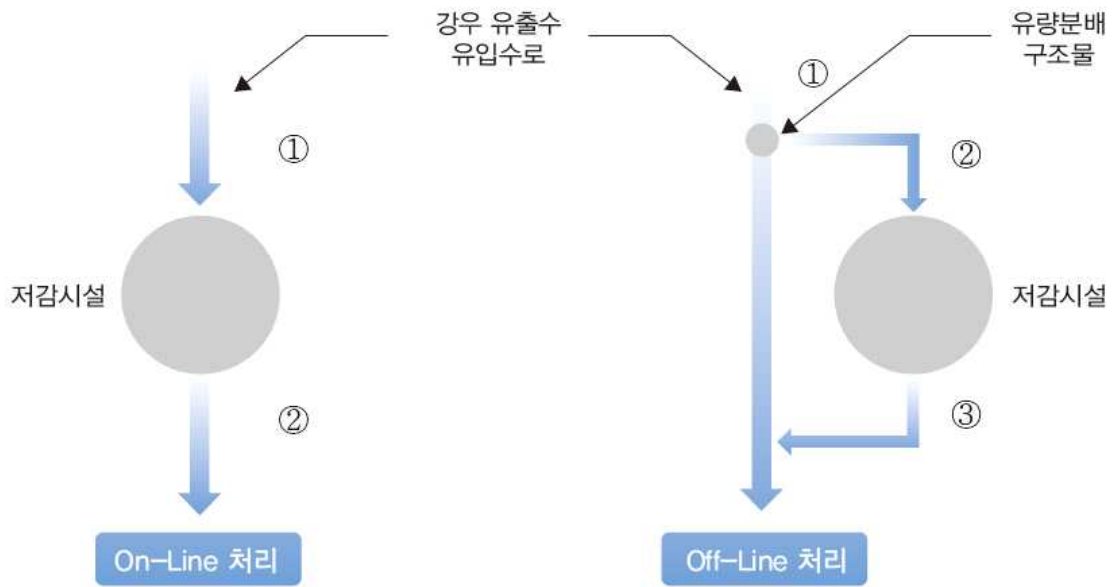 강우 유출수
유입수로
유량분배
구조물
①
①
②
저감시설
저감시설
②
③
On-Line 처리
Off-Line 처리